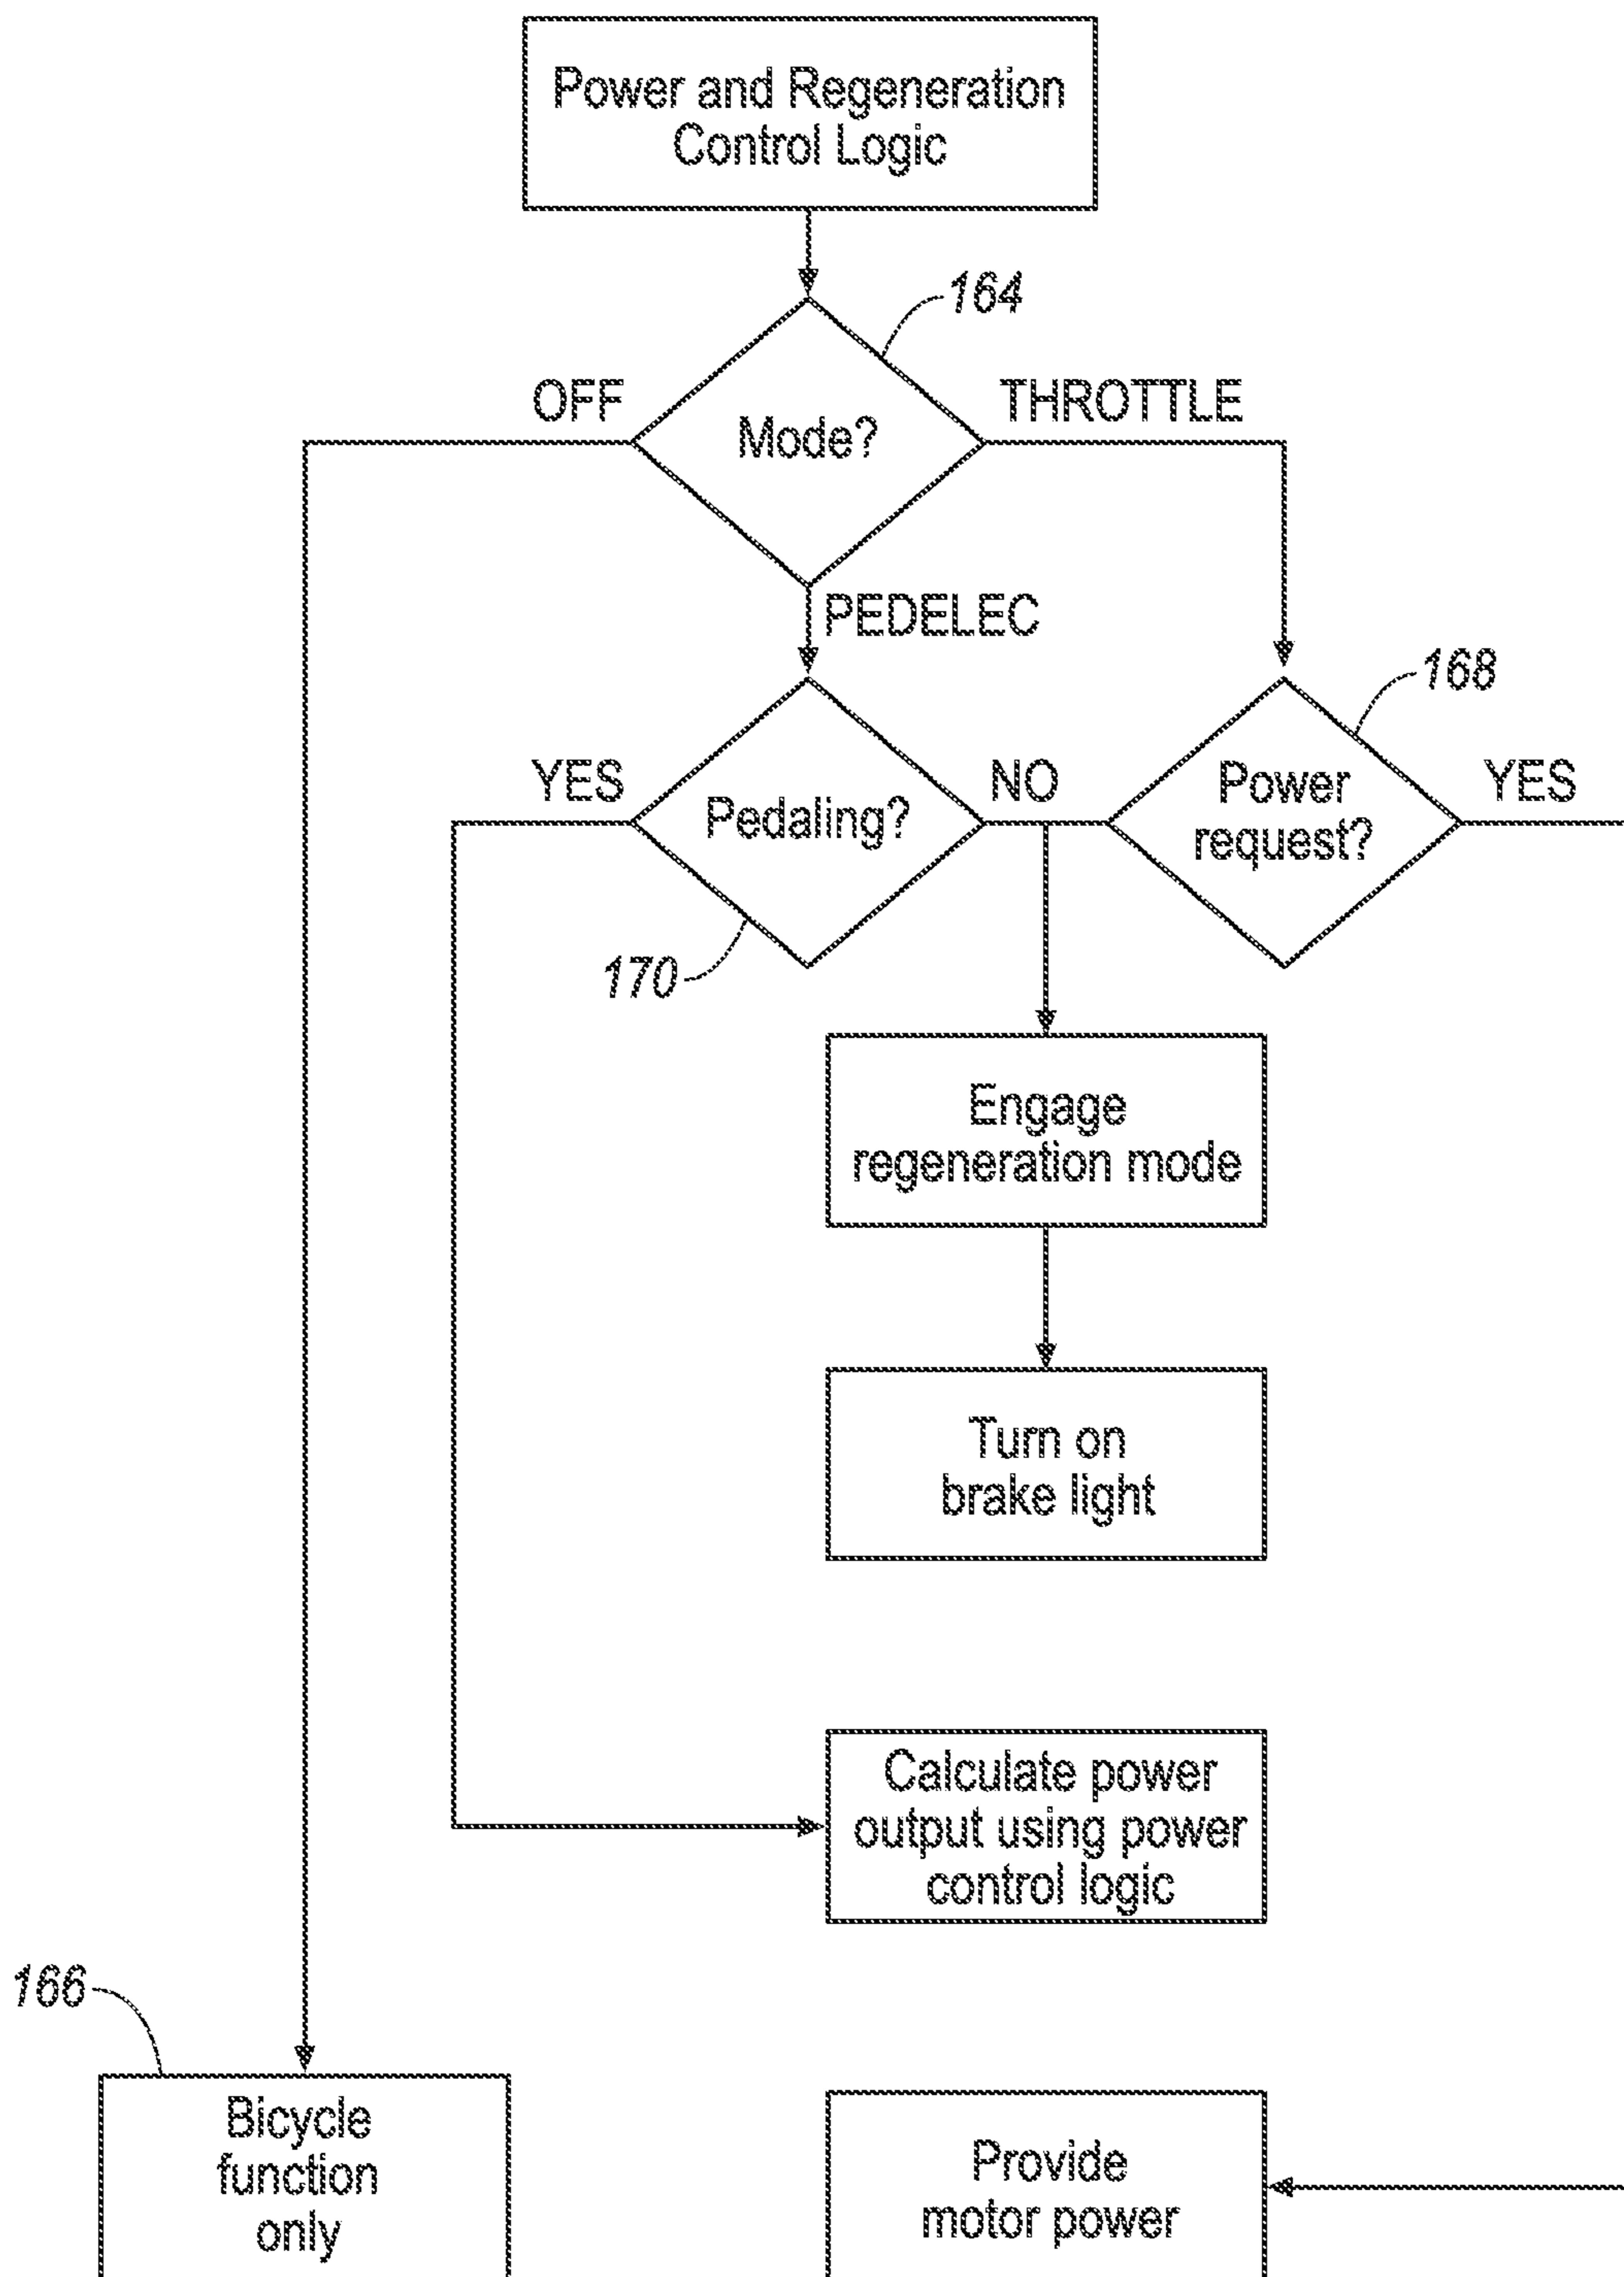 Power and Regeneration
Control Logic
164
OFF
Mode?
THROTTLE
PEDELEC
168
YES
Pedaling?
NO
Power
request?
YES
170
Engage
regeneration mode
Turn on
brake light
Calculate power
output using power
control logic
166
Bicycle
function
only
Provide
motor power